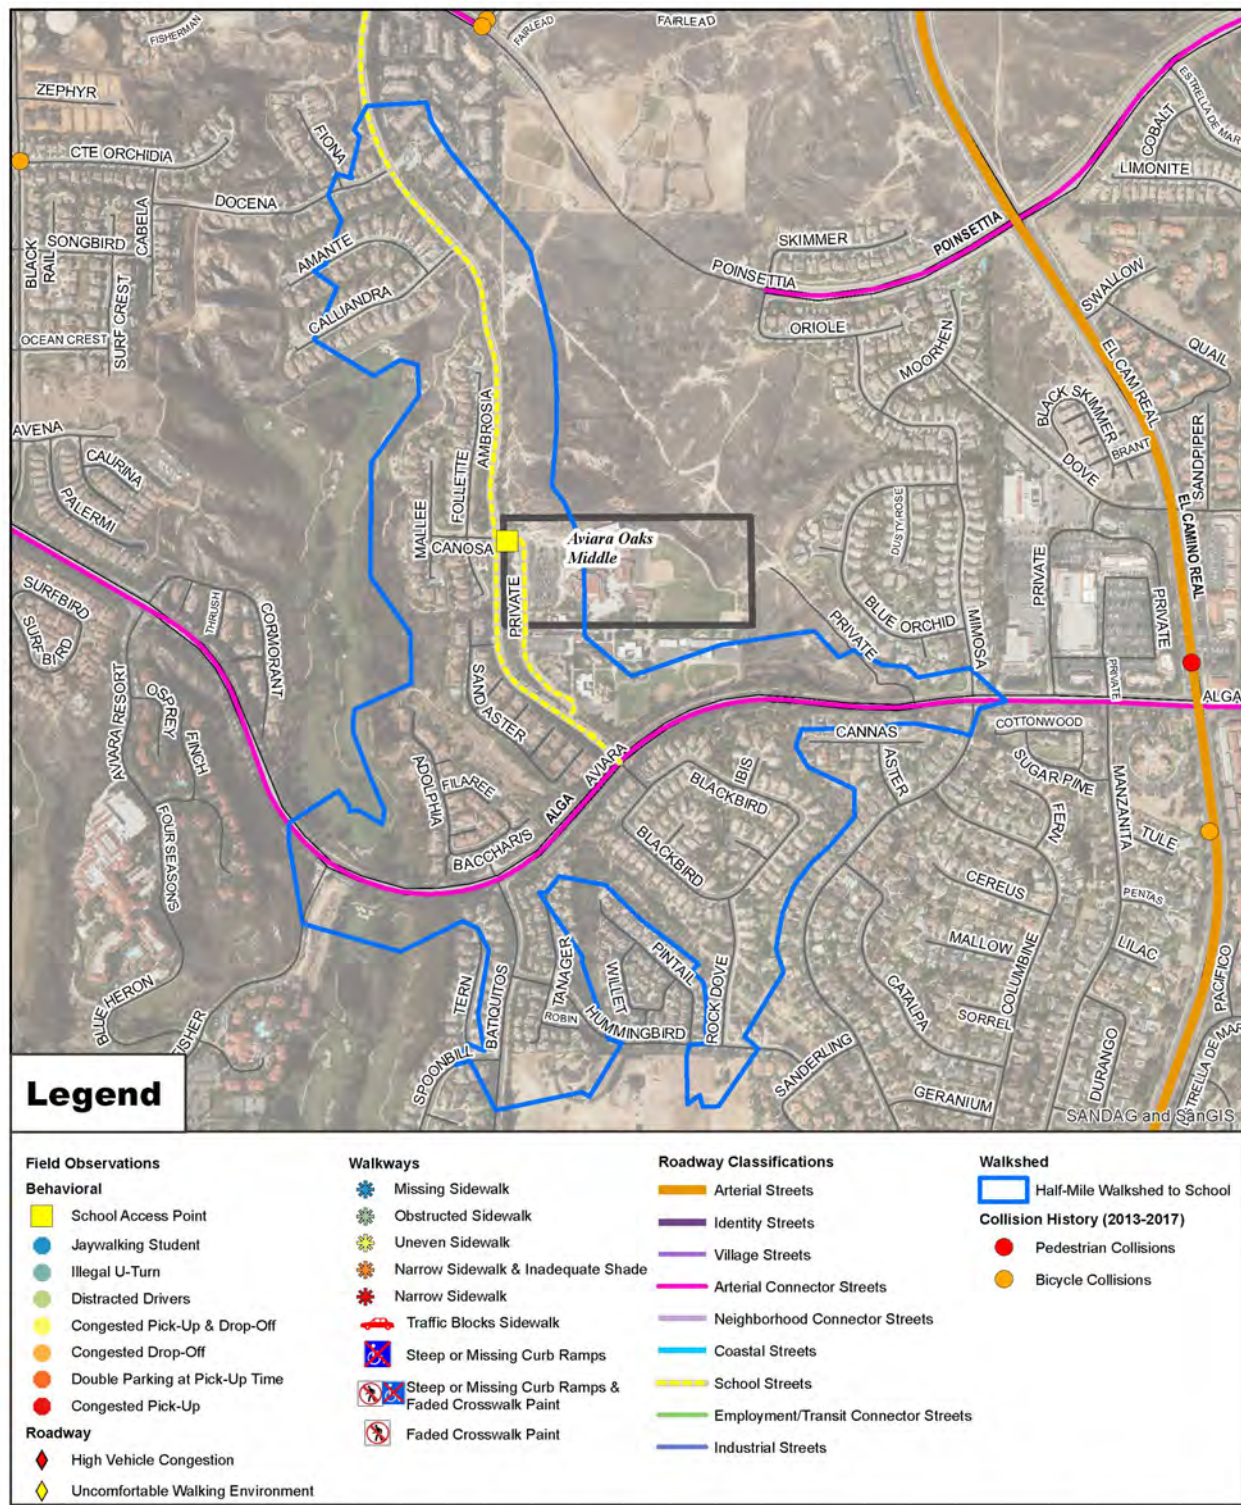 FISHERMAN
FAIRLEAD
FAIRLEAD
ZEPHYR
ESTRELLA DE MAR
COBALT
FIONA
CTE ORCHIDIA
LIMONITE
DOCENA
CABELA
BLACK
RAIL
SONGBIRD
AMANTE
SKIMMER
POINSETTIA
POINSETTIA
SURF CREST
SWALLOW
CALLIANDRA
ORIOLE
OCEAN CREST
QUAIL
EL CAM REAL
MOORHEN
BLACK SKIMMER
AMBROSIA
AVENA
BRANT
SANDPIPER
CAURINA
FOLLETTE
DOVE
PALERMI
MALLEE
DUSTY ROSE
EL CAMINO REAL
CANOSA
Aviara Oaks
Middle
PRIVATE
PRIVATE
PRIVATE
SURFBIRD
THRUSH
CORMORANT
BLUE ORCHID
MIMOSA
PRIVATE
SURF BIRD
PRIVATE
SAND ASTER
ALGA
AVIARA RESORT
OSPREY
FINCH
COTTONWOOD
CANNAS
AVIARA
ADOLPHIA
FILAREE
IBIS
ASTER
SUGAR PINE
BLACKBIRD
MANZANITA
ALGA
FERN
FOUR SEASONS
BACCHARIS
BLACKBIRD
TULE
CEREUS
PENTAS
TANAGER
PINTAIL
MALLOW
LILAC
COLUMBINE
WILLET
PACIFICO
BLUE HERON
TERN
BATIQUITOS
ROCK DOVE
CATALPA
ROBIN
HUMMINGBIRD
SORREL
FISHER
DURANGO
SPOONBILL
SANDERLING
GERANIUM
ESTRELLA DE MAR
SANDAG and SanGIS
Legend
Field Observations
Behavioral
School Access Point
Jaywalking Student
Illegal U-Turn
Distracted Drivers
Congested Pick-Up & Drop-Off
Congested Drop-Off
Double Parking at Pick-Up Time
Congested Pick-Up
Roadway
High Vehicle Congestion
Uncomfortable Walking Environment
Walkways
Missing Sidewalk
Obstructed Sidewalk
Uneven Sidewalk
Narrow Sidewalk & Inadequate Shade
Narrow Sidewalk
Traffic Blocks Sidewalk
Steep or Missing Curb Ramps
Steep or Missing Curb Ramps &
Faded Crosswalk Paint
Faded Crosswalk Paint
Roadway Classifications
Arterial Streets
Identity Streets
Village Streets
Arterial Connector Streets
Neighborhood Connector Streets
Coastal Streets
School Streets
Employment/Transit Connector Streets
Industrial Streets
Walkshed
Half-Mile Walkshed to School
Collision History (2013-2017)
Pedestrian Collisions
Bicycle Collisions